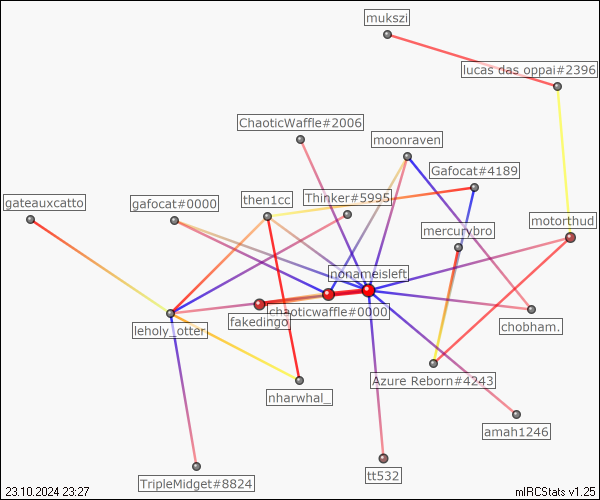 mukszi
lucas das oppai#2396
ChaoticWaffle#2006
moonraven
Gafocat#4189
gateauxcatto
gafocat#0000
then1cc
Thinker#5995
motorthud
mercurybro
nonameisleft
chaoticwaffle#0000
fakedingo
leholy_otter
chobham.
Azure Reborn#4243
nharwhal_
amah1246
tt532
TripleMidget#8824
23.10.2024 23:27
mIRCStats v1.25